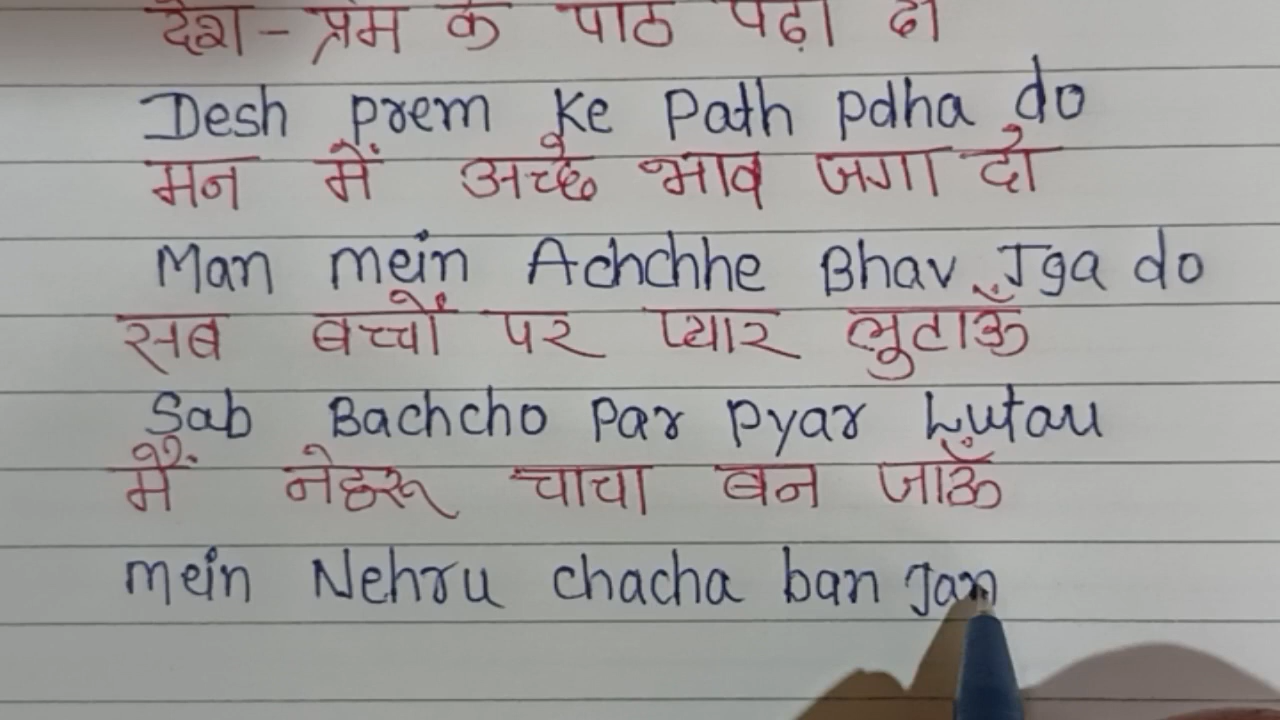 देश - प्रेम के पाठ पढ़ा दो
Desh prem ke Path Pdha do
मन में अच्छे भाव जगा दो
Man mein Achchhe Bhav Jga do
सब बच्चों पर प्यार लुटाऊँ
Sab Bachcho Par Pyar Lutau
मैं नेहरू चाचा बन जाऊँ
mein Nehru chacha ban Jan